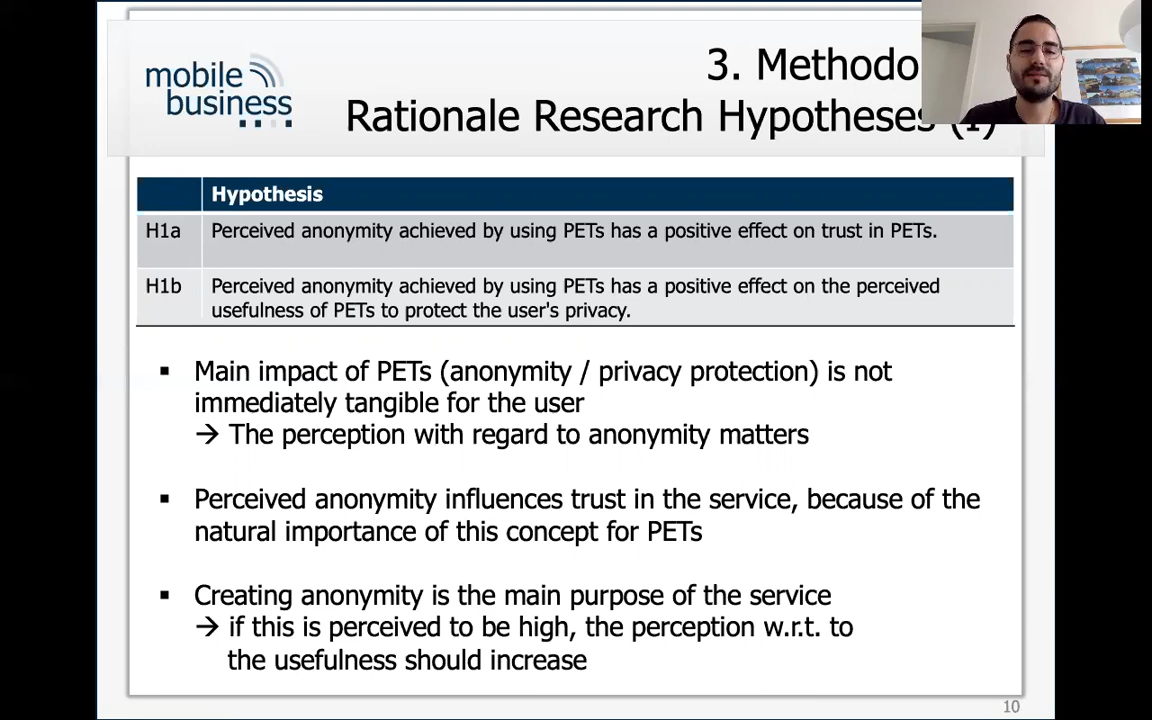 mobile
business
3. Methodo
Rationale Research Hypotheses (I)
Hypothesis
H1a Perceived anonymity achieved by using PETs has a positive effect on trust in PETs.
H1b Perceived anonymity achieved by using PETs has a positive effect on the perceived
usefulness of PETs to protect the user's privacy.
▪ Main impact of PETs (anonymity / privacy protection) is not
immediately tangible for the user
→ The perception with regard to anonymity matters
▪ Perceived anonymity influences trust in the service, because of the
natural importance of this concept for PETs
▪ Creating anonymity is the main purpose of the service
→ if this is perceived to be high, the perception w.r.t. to
the usefulness should increase
10